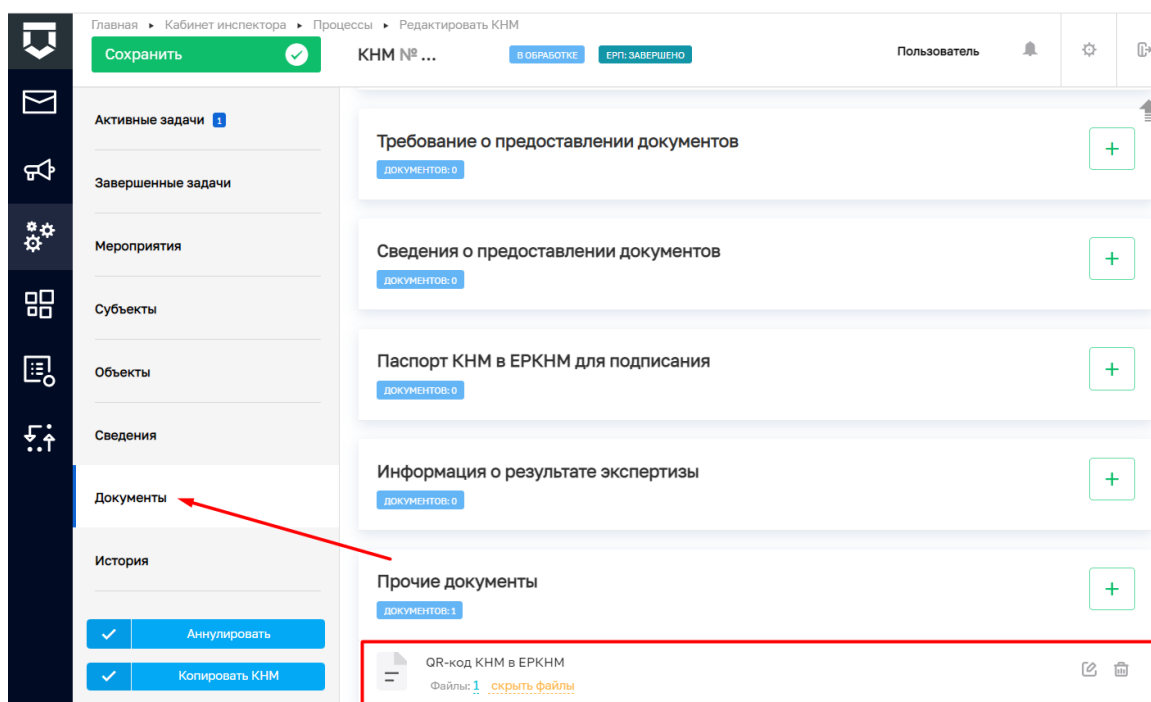 Главная ▸ Кабинет инспектора ▸ Процессы ▸ Редактировать КНМ
Сохранить
КНМ № ...
В ОБРАБОТКЕ
ЕРП: ЗАВЕРШЕНО
Пользователь
Активные задачи 1
Завершенные задачи
Мероприятия
Субъекты
Объекты
Сведения
Документы
История
Аннулировать
Копировать КНМ
Требование о предоставлении документов
ДОКУМЕНТОВ: 0
Сведения о предоставлении документов
ДОКУМЕНТОВ: 0
Паспорт КНМ в ЕРКНМ для подписания
ДОКУМЕНТОВ: 0
Информация о результате экспертизы
ДОКУМЕНТОВ: 0
Прочие документы
ДОКУМЕНТОВ: 1
QR-код КНМ в ЕРКНМ
Файлы: 1 скрыть файлы